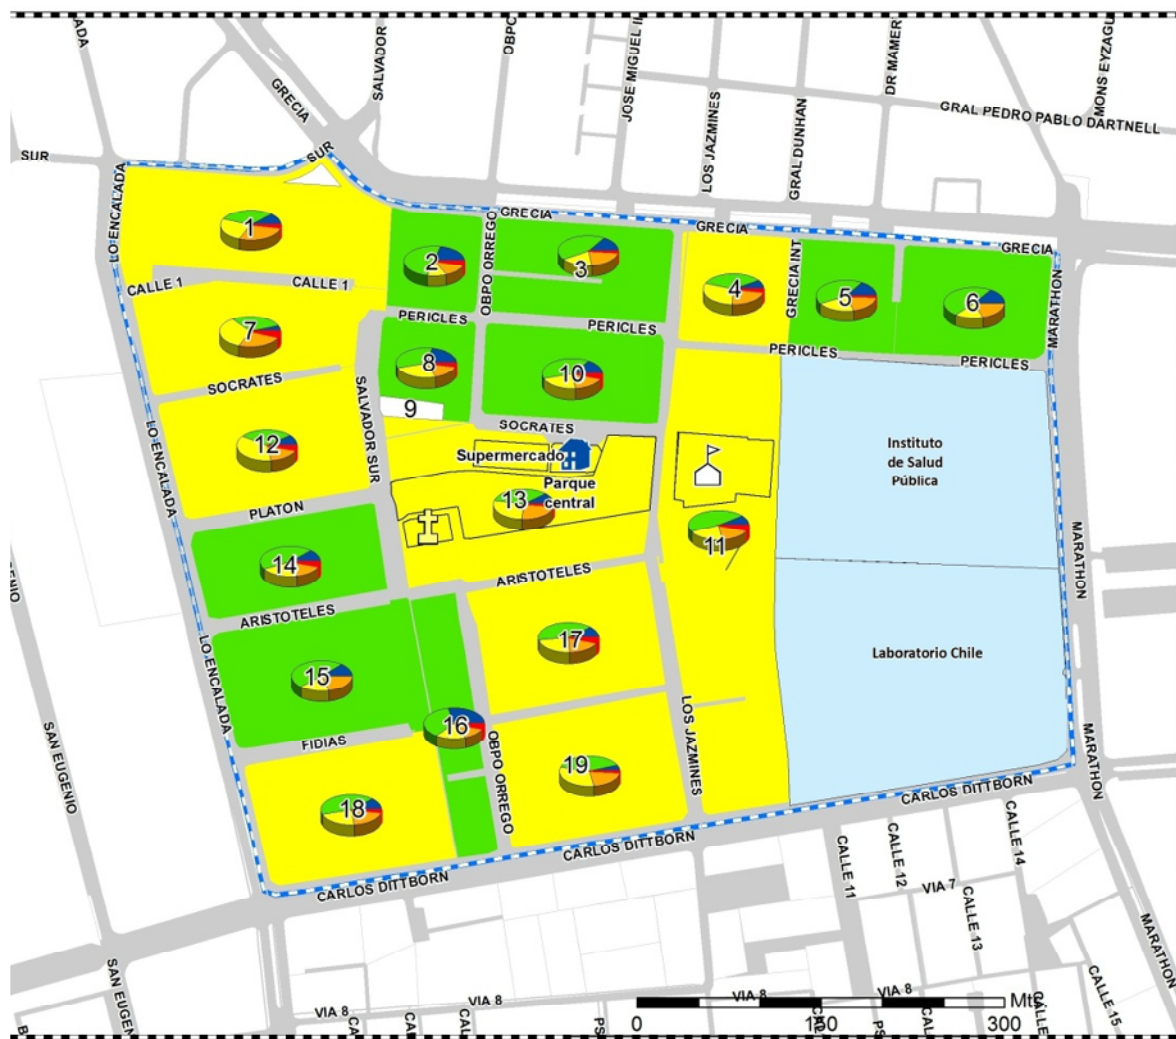 SALVADOR
OBPO
JOSE MIGUEL
DR MAMER
MONS EYZAGU
GRECIA
LOS JAZMINES
GRAL DUNHAN
GRAL PEDRO PABLO DARTNELL
SUR
SUR
LO ENCALADA
1
GRECIA
GRECIA
GRECIA
OBPO ORREGO
2
3
4
5
6
GRECIA INT
MARATHON
CALLE 1
CALLE 1
PERICLES
PERICLES
PERICLES
PERICLES
7
8
9
10
SOCRATES
SOCRATES
SALVADOR SUR
LO ENCALADA
12
Supermercado
Parque
central
13
11
Instituto
de Salud
Pública
PLATON
14
ARISTOTELES
ARISTOTELES
MARATHON
15
16
17
LO ENCALADA
Laboratorio Chile
FIDIAS
OBPO ORREGO
LOS JAZMINES
18
19
SAN EUGENIO
MARATHON
CARLOS DITTBORN
CARLOS DITTBORN
CARLOS DITTBORN
CALLE 11
CALLE 12
CALLE 14
VIA 7
CALLE 13
MARATHON
CALLE 15
SAN EUGEN
VIA 8
VIA 8
VIA 8
VIA 8
Mts
0
150
300